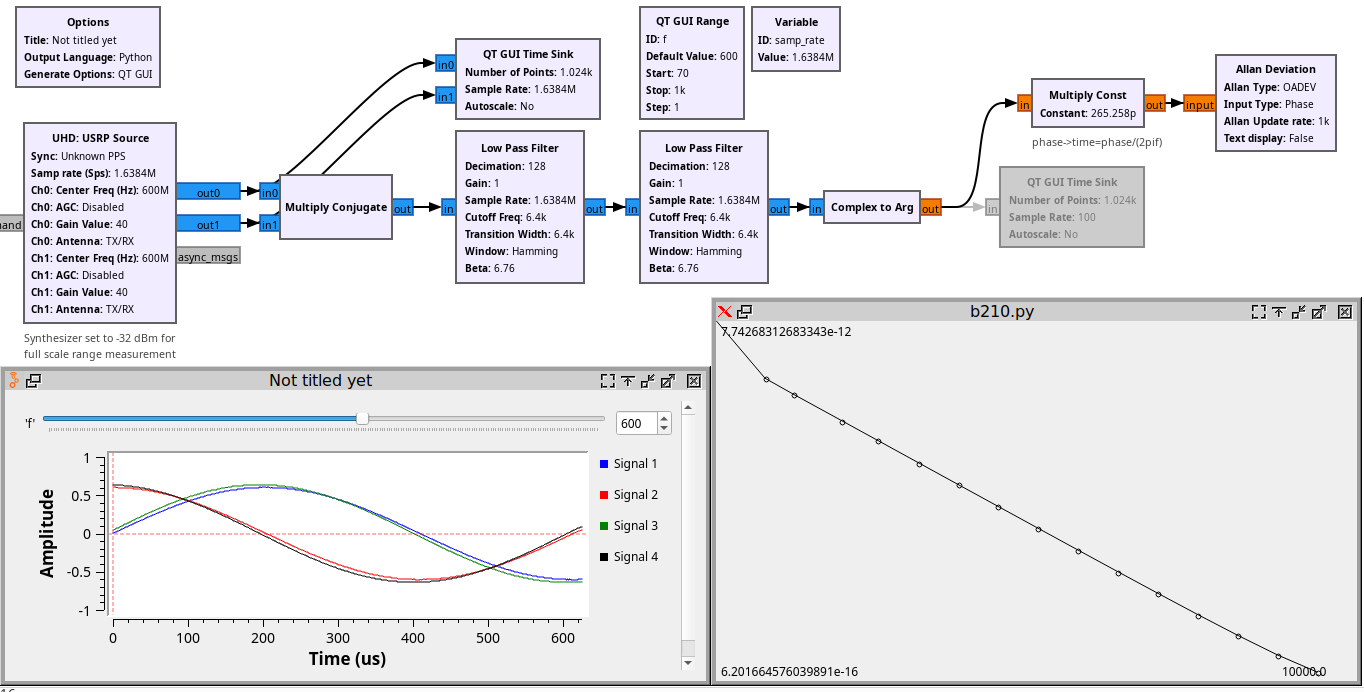 Options
Title: Not titled yet
Output Language: Python
Generate Options: QT GUI
UHD: USRP Source
Sync: Unknown PPS
Samp rate (Sps): 1.6384M
Ch0: Center Freq (Hz): 600M
Ch0: AGC: Disabled
Ch0: Gain Value: 40
Ch0: Antenna: TX/RX
Ch1: Center Freq (Hz): 600M
Ch1: AGC: Disabled
Ch1: Gain Value: 40
Ch1: Antenna: TX/RX
out0
out1
async_msgs
Synthesizer set to -32 dBm for
full scale range measurement
in0
in1
Multiply Conjugate
out
in0
in1
QT GUI Time Sink
Number of Points: 1.024k
Sample Rate: 1.6384M
Autoscale: No
in
Low Pass Filter
Decimation: 128
Gain: 1
Sample Rate: 1.6384M
Cutoff Freq: 6.4k
Transition Width: 6.4k
Window: Hamming
Beta: 6.76
out
QT GUI Range
ID: f
Default Value: 600
Start: 70
Stop: 1k
Step: 1
Variable
ID: samp_rate
Value: 1.6384M
in
Low Pass Filter
Decimation: 128
Gain: 1
Sample Rate: 1.6384M
Cutoff Freq: 6.4k
Transition Width: 6.4k
Window: Hamming
Beta: 6.76
out
in
Complex to Arg
out
in
Multiply Const
Constant: 265.258p
out
phase->time=phase/(2pif)
input
Allan Deviation
Allan Type: OADEV
Input Type: Phase
Allan Update rate: 1k
Text display: False
in
QT GUI Time Sink
Number of Points: 1.024k
Sample Rate: 100
Autoscale: No
Not titled yet
'f'
600
1
0.5
0
-0.5
-1
Amplitude
0
100
200
300
400
500
600
Time (us)
Signal 1
Signal 2
Signal 3
Signal 4
b210.py
7.74268312683343e-12
6.201664576039891e-16
10000.0